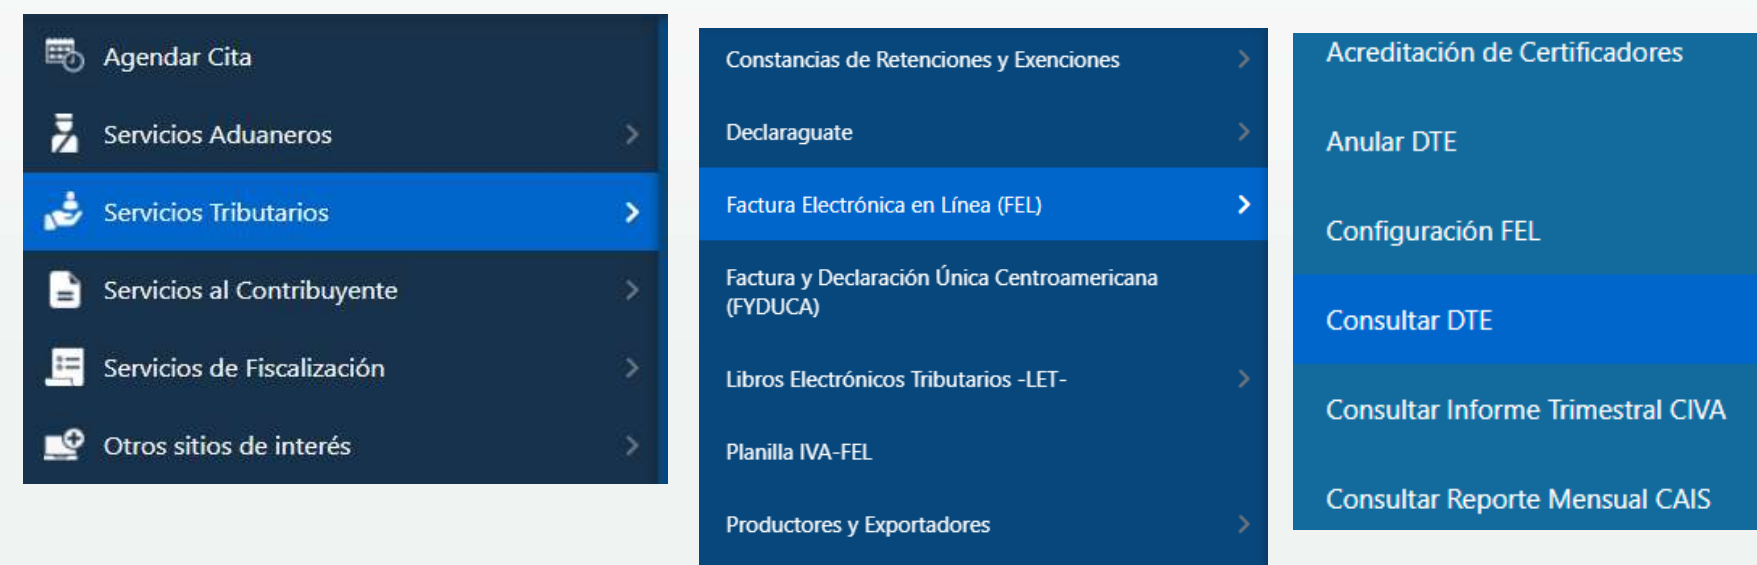 Agendar Cita
Servicios Aduaneros
Servicios Tributarios
Servicios al Contribuyente
Servicios de Fiscalización
Otros sitios de interés
Constancias de Retenciones y Exenciones
Declaraguate
Factura Electrónica en Línea (FEL)
Factura y Declaración Única Centroamericana
(FYDUCA)
Libros Electrónicos Tributarios -LET-
Planilla IVA-FEL
Productores y Exportadores
Acreditación de Certificadores
Anular DTE
Configuración FEL
Consultar DTE
Consultar Informe Trimestral CIVA
Consultar Reporte Mensual CAIS